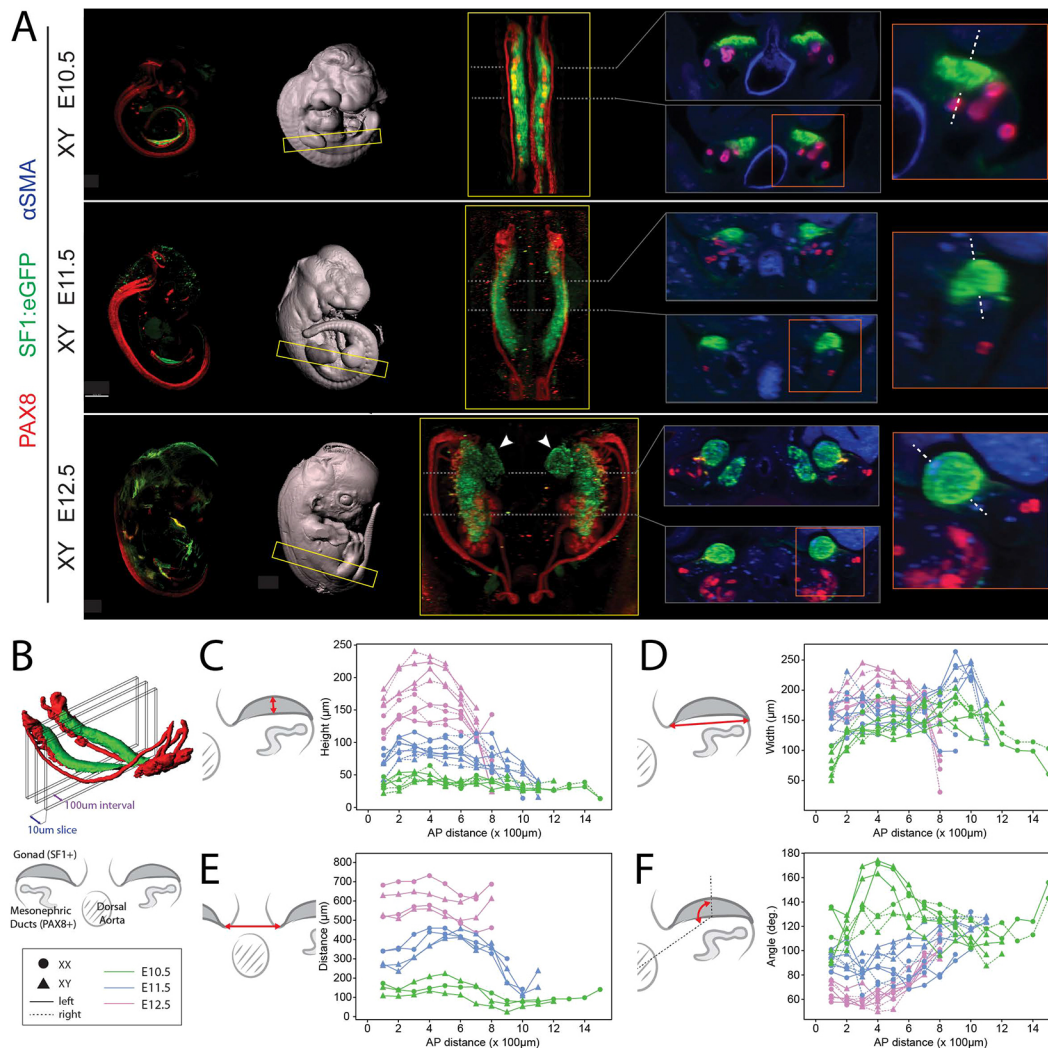 A
PAX8 SF1:eGFP αSMA
XY E10.5
XY E11.5
XY E12.5
B
100um interval
10um slice
Gonad (SF1+)
Mesonephric
Ducts (PAX8+)
Dorsal
Aorta
XX
XY
left
right
E10.5
E11.5
E12.5
C
Height (µm)
250
200
150
100
50
0
0 2 4 6 8 10 12 14
AP distance (x 100µm)
D
Width (µm)
250
200
150
100
50
0 2 4 6 8 10 12 14
AP distance (x 100µm)
E
Distance (µm)
800
700
600
500
400
300
200
100
0
0 2 4 6 8 10 12 14
AP distance (x 100µm)
F
Angle (deg.)
180
160
140
120
100
80
60
0 2 4 6 8 10 12 14
AP distance (x 100µm)